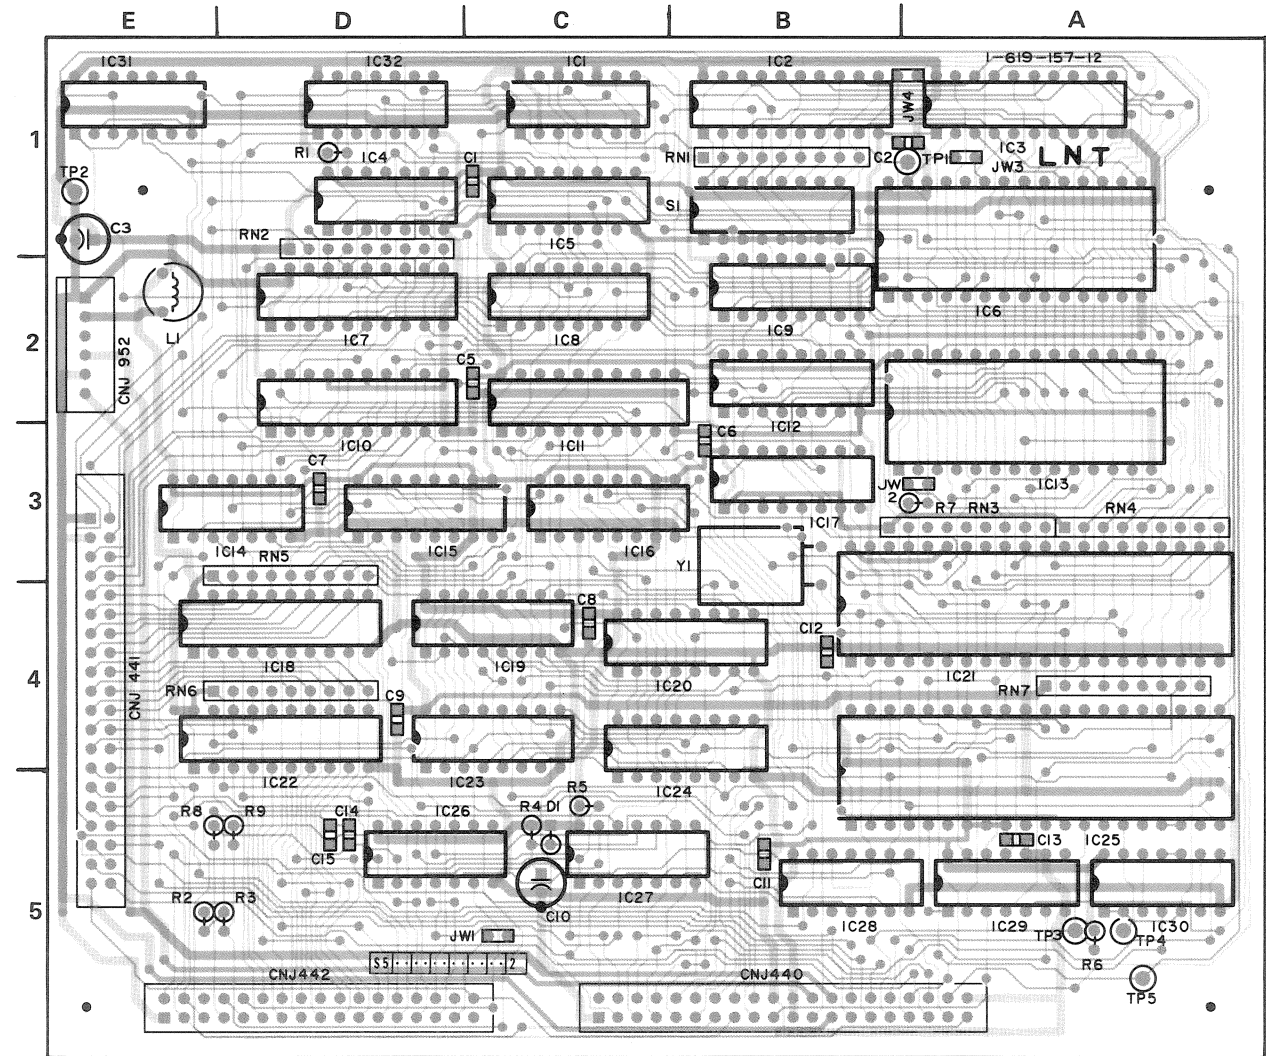 E D C B A
IC31 IC32 IC1 IC2 1-619-157-12
JW4
1
R1 IC4 C1 RN1 C2 TP1 IC3 JW3 LNT
TP2
C3 RN2 IC5 S1
L1 IC7 IC8 IC9 IC6
2
CNJ 952
C5
IC10 IC11 IC12
C6
C7 JW 2 IC13
3
R7 RN3 RN4
IC14 RN5 IC15 IC16 Y1 IC17
C8 C12
IC18 IC19 IC20 IC21
4
CNJ 441
RN6 C9 RN7
IC22 IC23 IC24
R8 R9 C14 IC26 R4 D1 R5
C15 C13 IC25
C11
5
R2 R3 C10 IC27 IC28 IC29 IC30
JW1 TP3 TP4
R6
S5 2
CNJ442 CNJ440
TP5